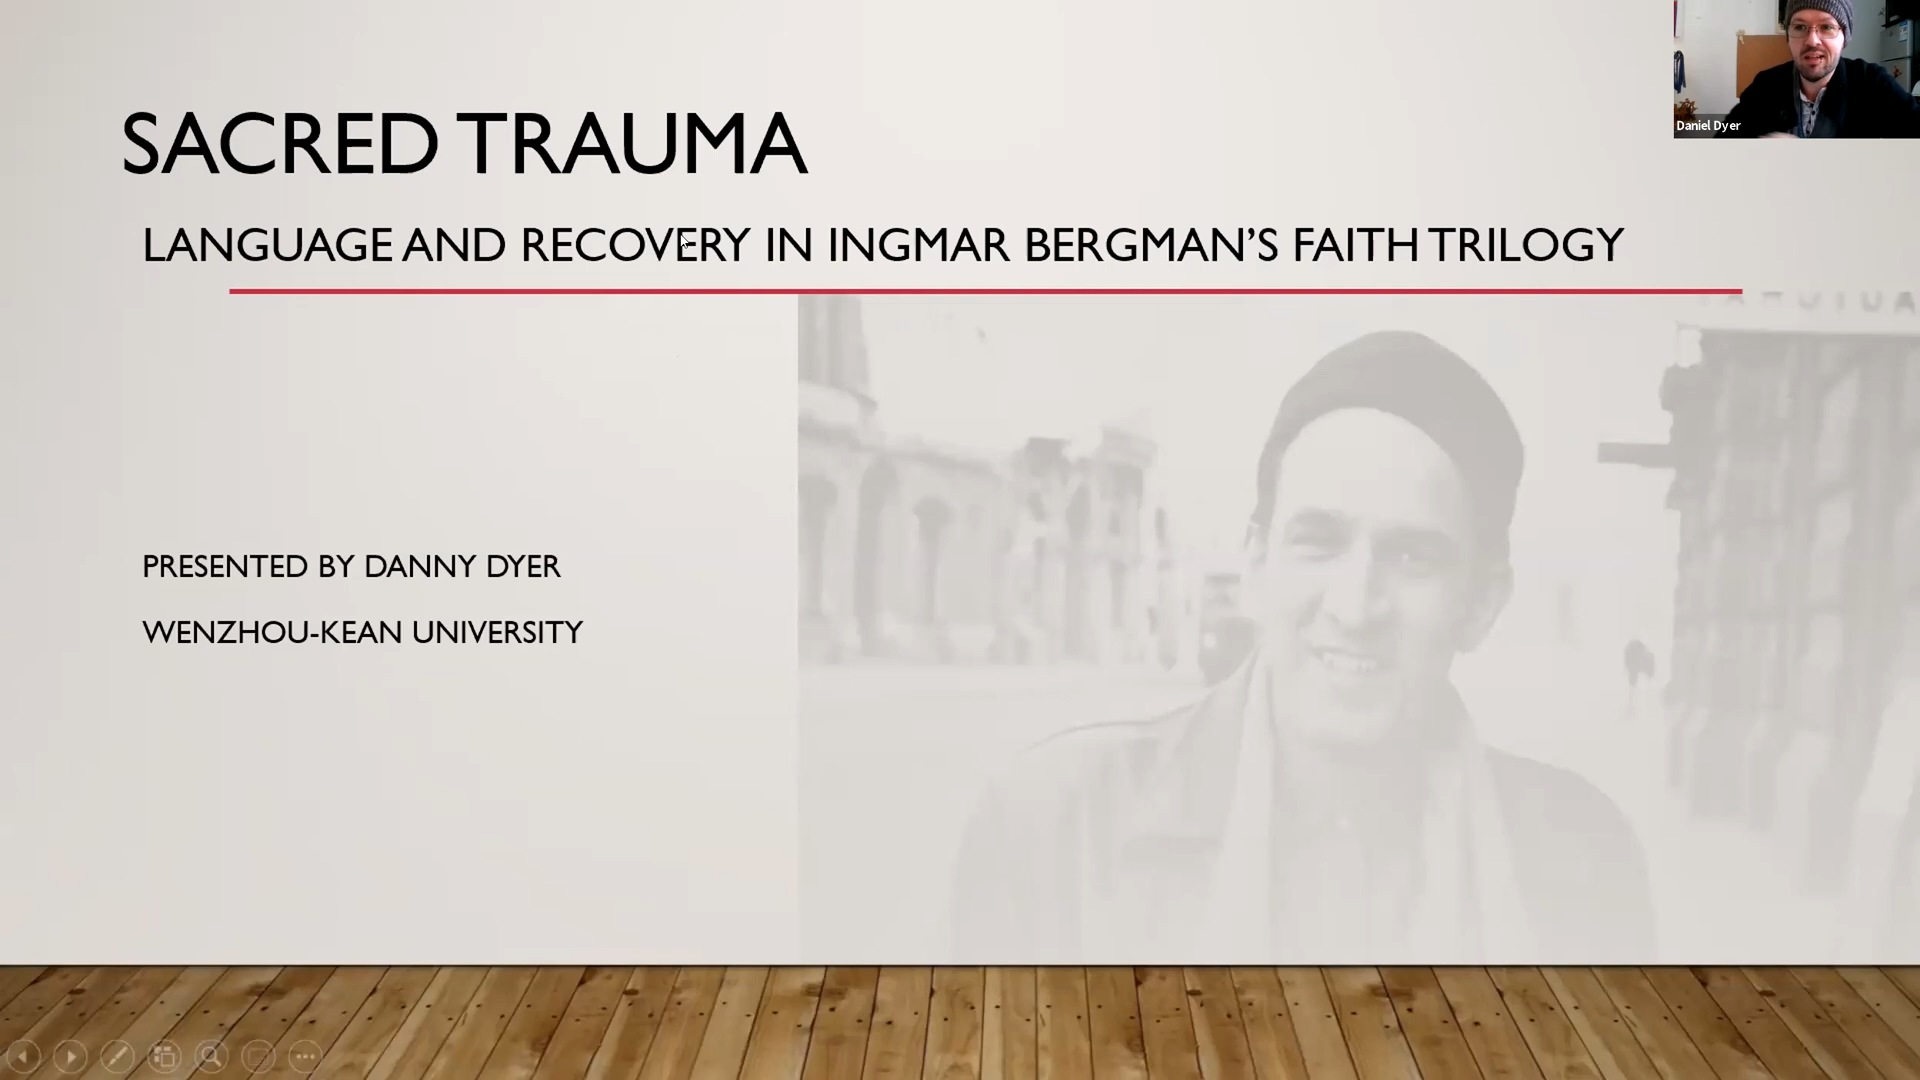 SACRED TRAUMA
Daniel Dyer
LANGUAGE AND RECOVERY IN INGMAR BERGMAN’S FAITH TRILOGY
PRESENTED BY DANNY DYER
WENZHOU-KEAN UNIVERSITY